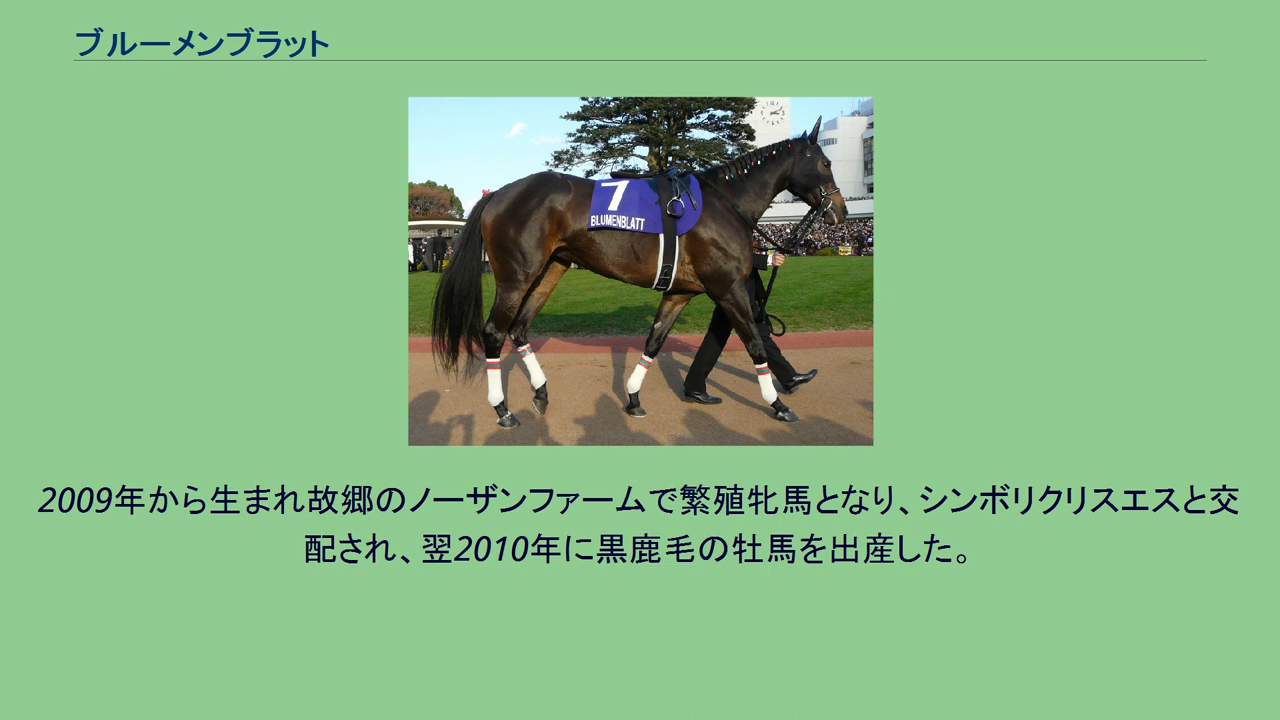 ブルーメンブラット
7
BLUMENBLATT
2009年から生まれ故郷のノーザンファームで繁殖牝馬となり、シンボリクリスエスと交
配され、翌2010年に黒鹿毛の牡馬を出産した。